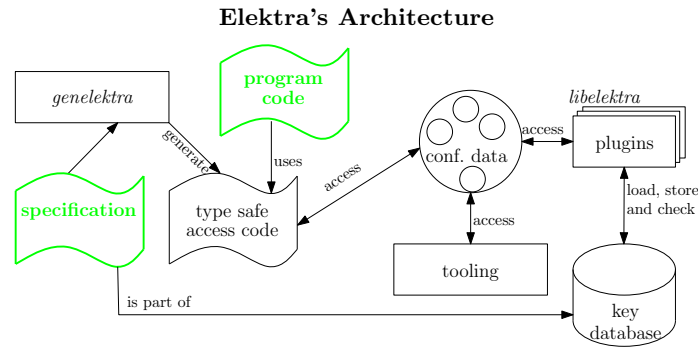 Elektra's Architecture
genelektra
program
code
libelektra
generate
uses
access
conf. data
access
plugins
specification
type safe
access code
access
load, store
and check
tooling
is part of
key
database